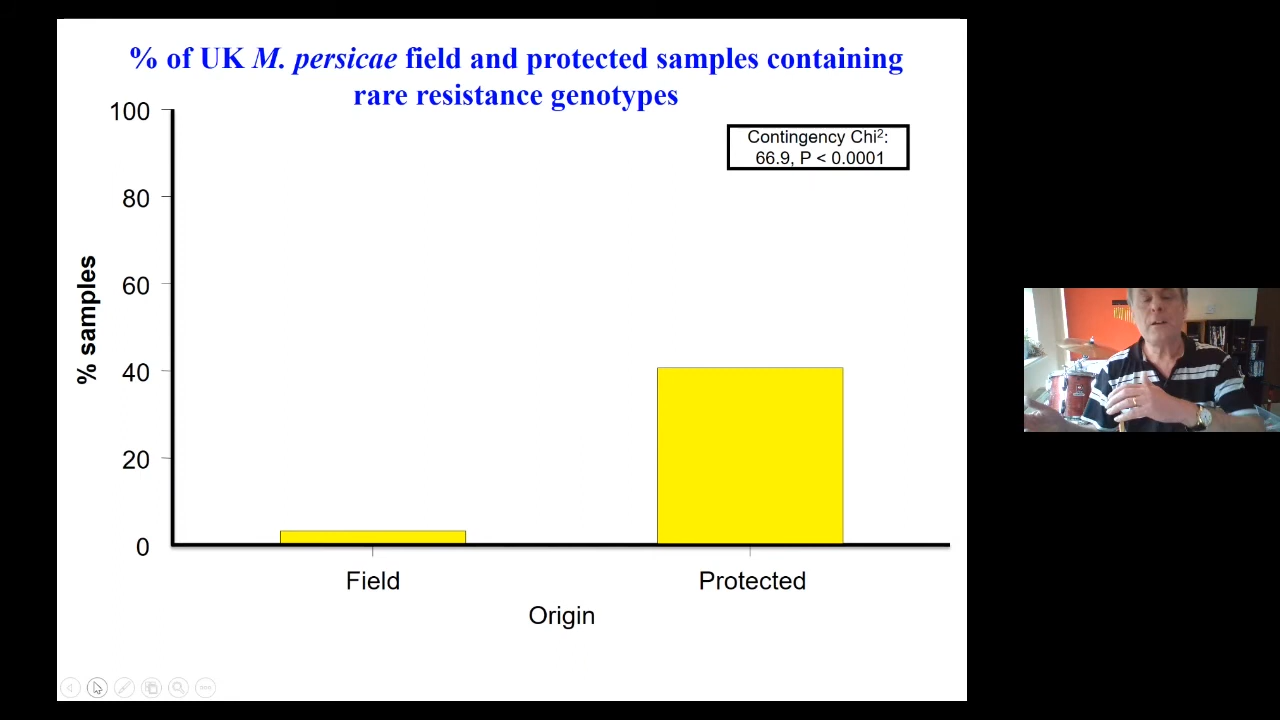 % of UK M. persicae field and protected samples containing
rare resistance genotypes
Contingency Chi²:
66.9, P < 0.0001
100
80
60
40
20
0
% samples
Field
Protected
Origin